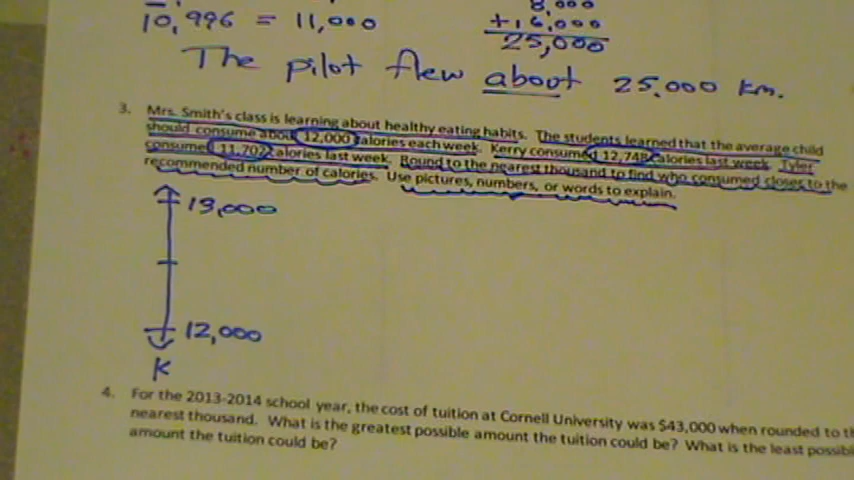 10,996 = 11,000
8,000
+16,000
25,000
The pilot flew about 25,000 km.
3. Mrs. Smith's class is learning about healthy eating habits. The students learned that the average child
should consume about 12,000 calories each week. Kerry consumed 12,748 calories last week. Tyler
consumed 11,702 calories last week. Round to the nearest thousand to find who consumed closer to the
recommended number of calories. Use pictures, numbers, or words to explain.
13,000
12,000
K
4. For the 2013-2014 school year, the cost of tuition at Cornell University was $43,000 when rounded to th
nearest thousand. What is the greatest possible amount the tuition could be? What is the least possibl
amount the tuition could be?